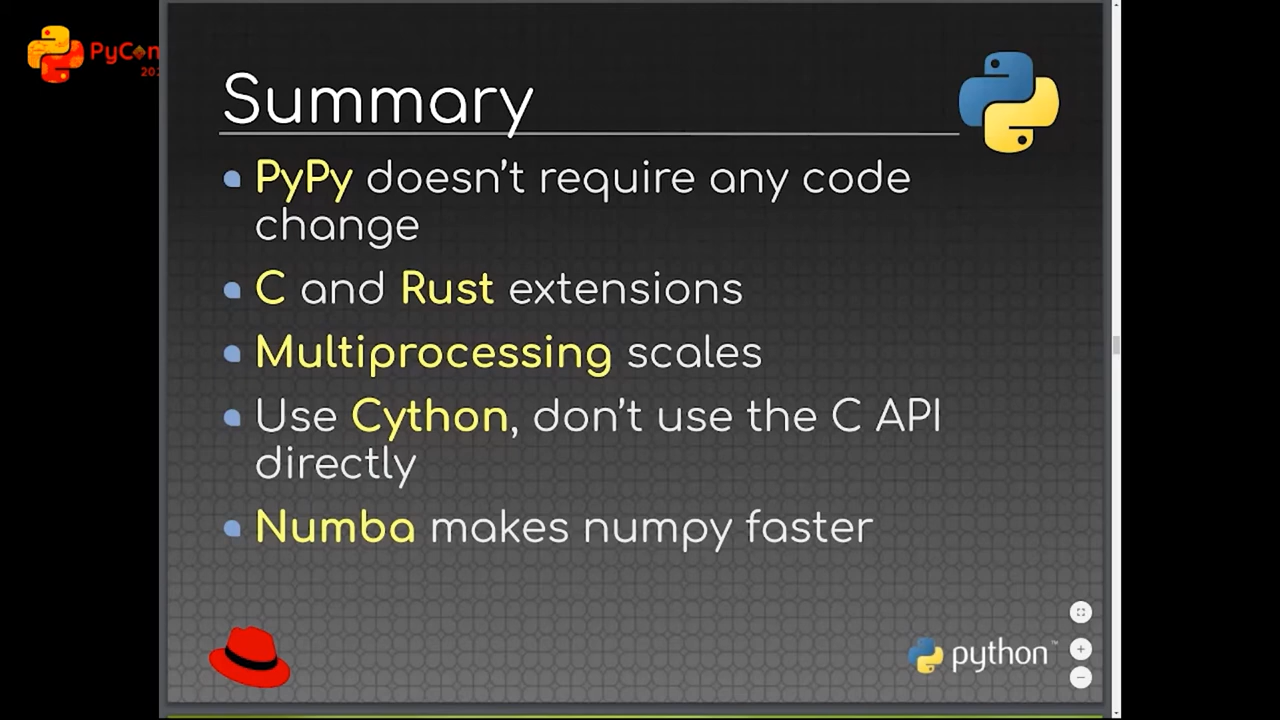 PyCon
Summary
PyPy doesn't require any code
change
C and Rust extensions
Multiprocessing scales
Use Cython, don't use the C API
directly
Numba makes numpy faster
python™